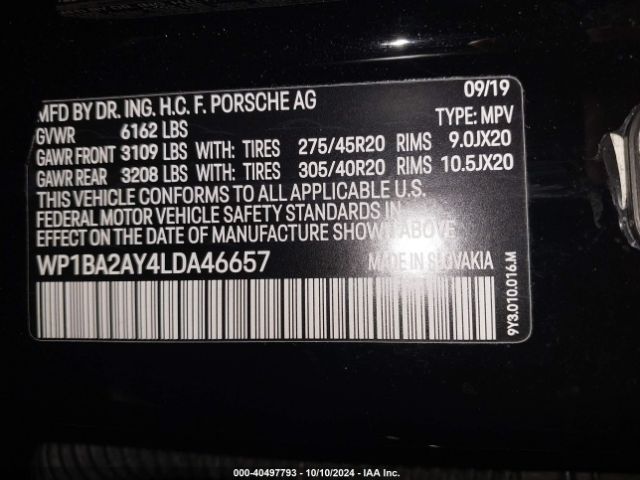 MFD BY DR. ING. H.C. F. PORSCHE AG 09/19
GVWR 6162 LBS TYPE: MPV
GAWR FRONT 3109 LBS WITH: TIRES 275/45R20 RIMS 9.0JX20
GAWR REAR 3208 LBS WITH: TIRES 305/40R20 RIMS 10.5JX20
THIS VEHICLE CONFORMS TO ALL APPLICABLE U.S.
FEDERAL MOTOR VEHICLE SAFETY STANDARDS IN
EFFECT ON THE DATE OF MANUFACTURE SHOWN ABOVE.
WP1BA2AY4LDA46657 MADE IN SLOVAKIA
9Y3.010.016.M
000-40497793 - 10/10/2024 - IAA Inc.